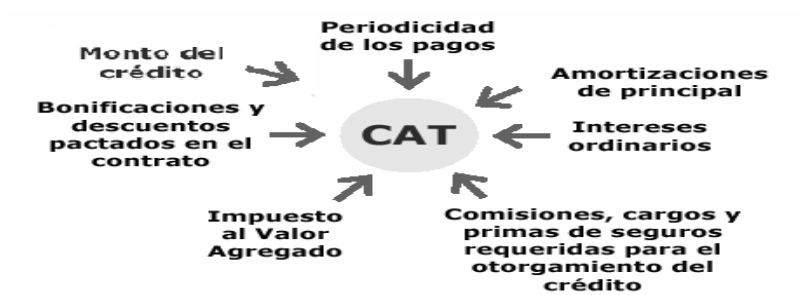 Periodicidad
de los pagos
Monto del
crédito
Amortizaciones
de principal
Bonificaciones y
descuentos
pactados en el
contrato
CAT
Intereses
ordinarios
Impuesto
al Valor
Agregado
Comisiones, cargos y
primas de seguros
requeridas para el
otorgamiento del
crédito